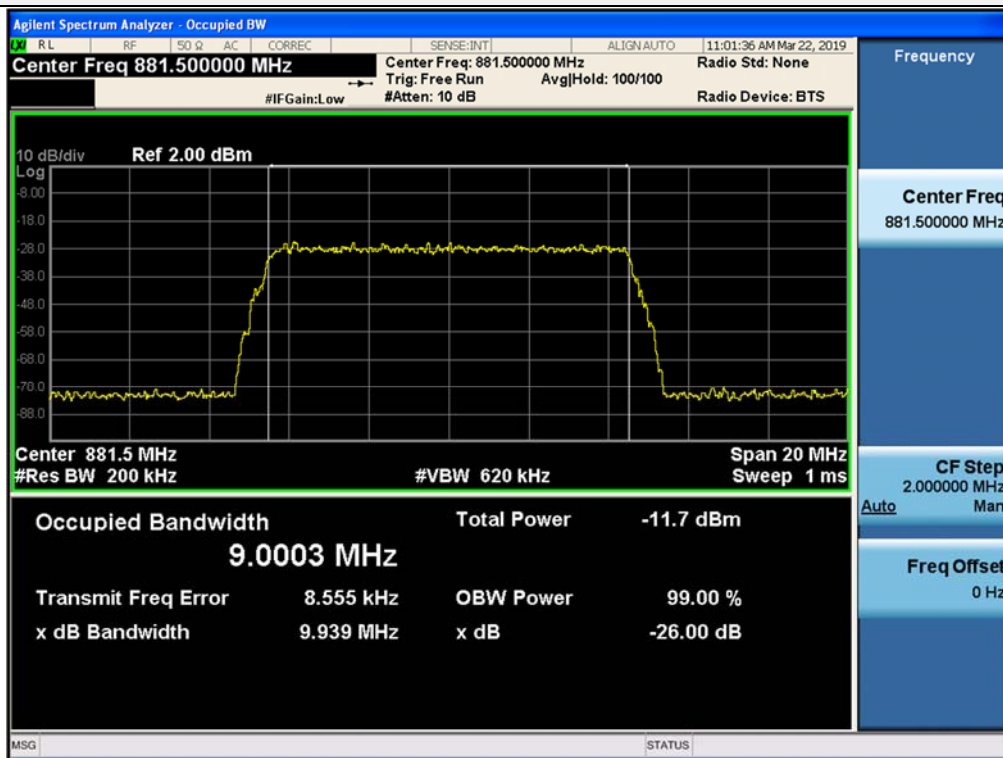 Agilent Spectrum Analyzer - Occupied BW
LXI RL RF 50 Ω AC CORREC SENSE:INT ALIGN AUTO 11:01:36 AM Mar 22, 2019
Center Freq 881.500000 MHz
Center Freq: 881.500000 MHz
Radio Std: None
Trig: Free Run Avg|Hold: 100/100
#IFGain:Low
#Atten: 10 dB
Radio Device: BTS
10 dB/div Ref 2.00 dBm
Log
-8.00
-18.0
-28.0
-38.0
-48.0
-58.0
-68.0
-78.0
-88.0
Center 881.5 MHz Span 20 MHz
#Res BW 200 kHz #VBW 620 kHz Sweep 1 ms
Occupied Bandwidth Total Power -11.7 dBm
9.0003 MHz
Transmit Freq Error 8.555 kHz OBW Power 99.00 %
x dB Bandwidth 9.939 MHz x dB -26.00 dB
Frequency
Center Freq
881.500000 MHz
CF Step
2.000000 MHz
Auto Man
Freq Offset
0 Hz
MSG STATUS